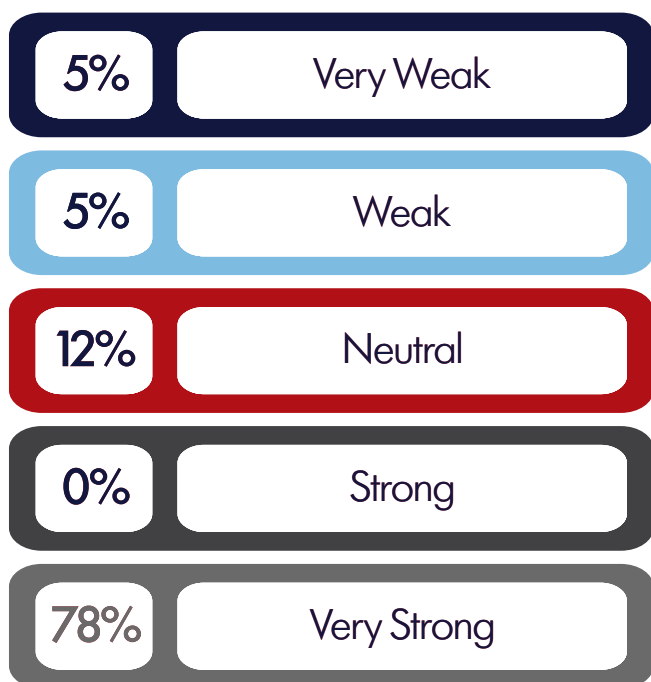 5% Very Weak
5% Weak
12% Neutral
0% Strong
78% Very Strong